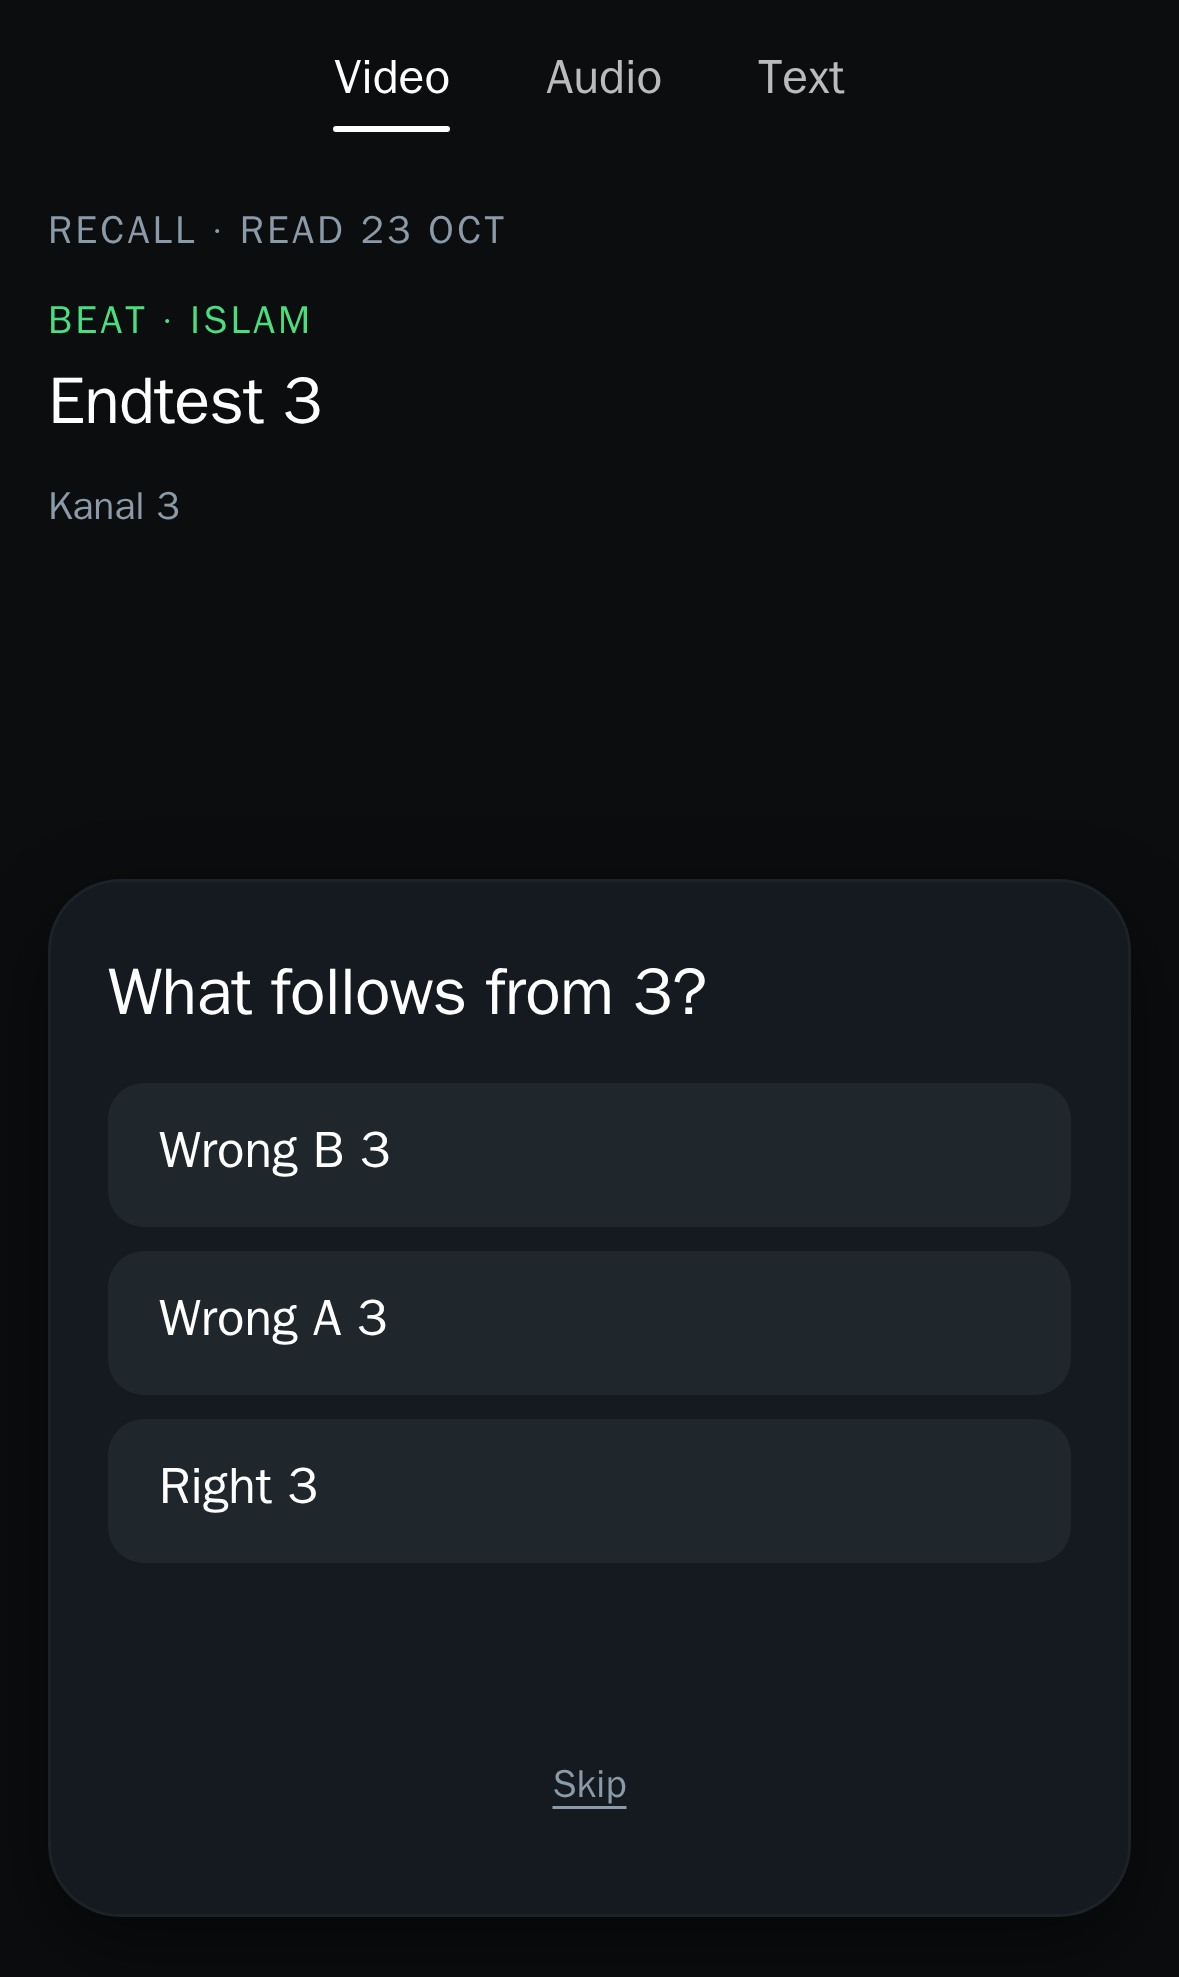 Video Audio Text
RECALL · READ 23 OCT
BEAT · ISLAM
Endtest 3
Kanal 3
What follows from 3?
Wrong B 3
Wrong A 3
Right 3
Skip